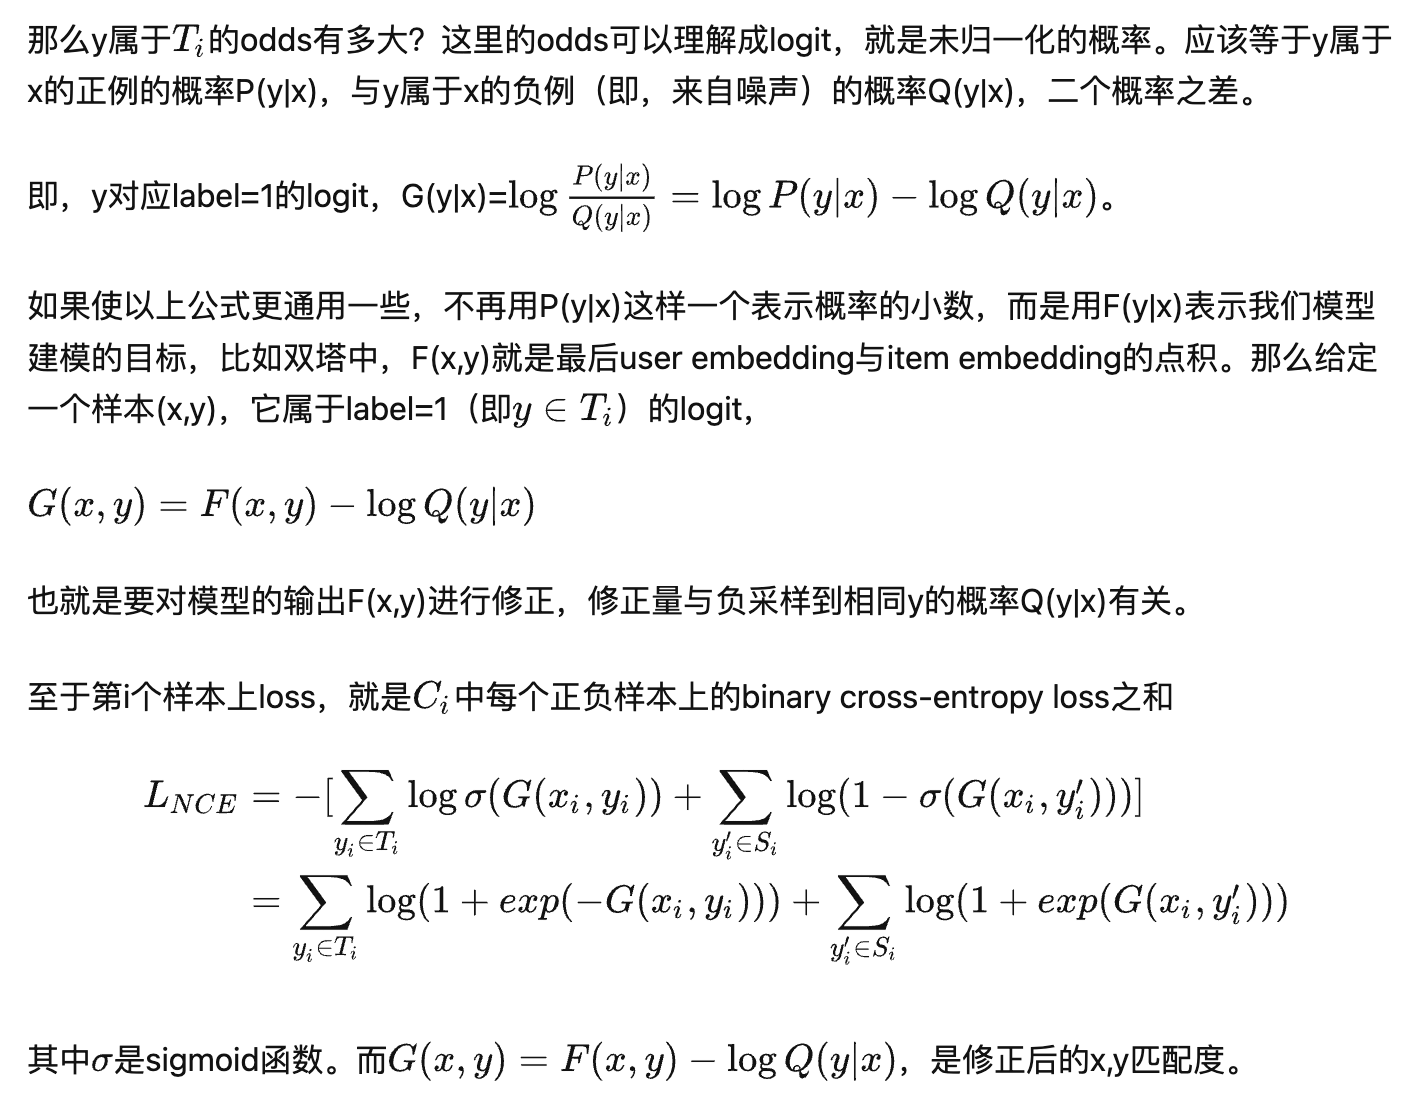 那么y属于$T_i$的odds有多大？这里的odds可以理解成logit，就是未归一化的概率。应该等于y属于
x的正例的概率P(y|x)，与y属于x的负例（即，来自噪声）的概率Q(y|x)，二个概率之差。
即，y对应label=1的logit，G(y|x)=$\log \frac{P(y|x)}{Q(y|x)} = \log P(y|x) - \log Q(y|x)$。
如果使以上公式更通用一些，不再用P(y|x)这样一个表示概率的小数，而是用F(y|x)表示我们模型
建模的目标，比如双塔中，F(x,y)就是最后user embedding与item embedding的点积。那么给定
一个样本(x,y)，它属于label=1（即$y \in T_i$）的logit，
$G(x, y) = F(x, y) - \log Q(y|x)$
也就是要对模型的输出F(x,y)进行修正，修正量与负采样到相同y的概率Q(y|x)有关。
至于第i个样本上loss，就是$C_i$中每个正负样本上的binary cross-entropy loss之和
$L_{NCE} = -[\sum_{y_i \in T_i} \log \sigma(G(x_i, y_i)) + \sum_{y_i' \in S_i} \log(1 - \sigma(G(x_i, y_i')))]$
$= \sum_{y_i \in T_i} \log(1 + exp(-G(x_i, y_i))) + \sum_{y_i' \in S_i} \log(1 + exp(G(x_i, y_i')))$
其中$\sigma$是sigmoid函数。而$G(x, y) = F(x, y) - \log Q(y|x)$，是修正后的x,y匹配度。